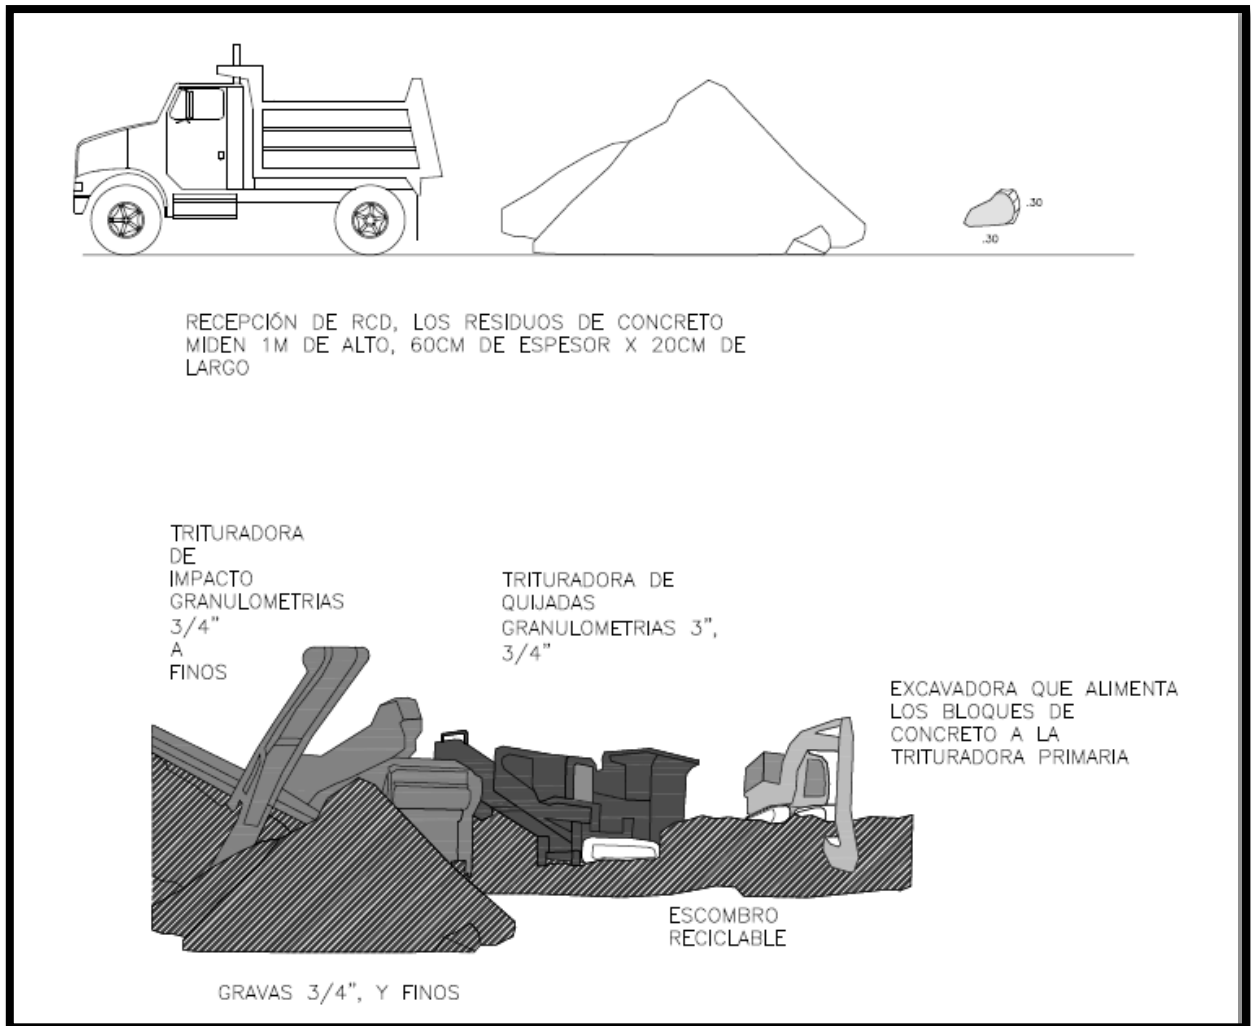 .30
.30
RECEPCIÓN DE RCD, LOS RESIDUOS DE CONCRETO
MIDEN 1M DE ALTO, 60CM DE ESPESOR X 20CM DE
LARGO
TRITURADORA
DE
IMPACTO
GRANULOMETRIAS
3/4”
A
FINOS
TRITURADORA DE
QUIJADAS
GRANULOMETRIAS 3”,
3/4”
EXCAVADORA QUE ALIMENTA
LOS BLOQUES DE
CONCRETO A LA
TRITURADORA PRIMARIA
ESCOMBRO
RECICLABLE
GRAVAS 3/4”, Y FINOS